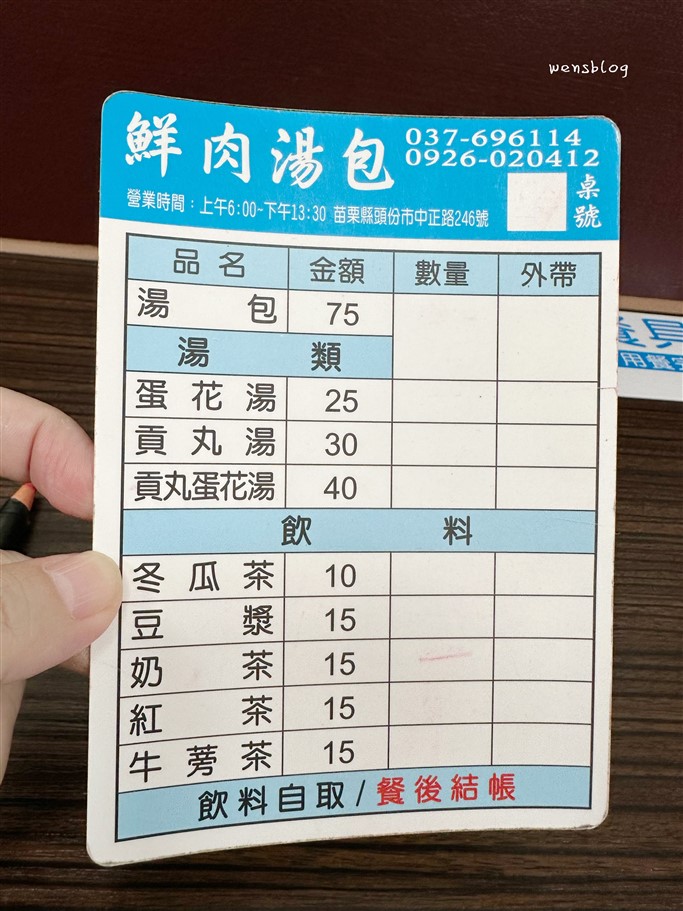 wensblog
鮮肉湯包
037-696114
0926-020412
營業時間：上午6:00~下午13:30 苗栗縣頭份市中正路246號
桌號
品名 金額 數量 外帶
湯包 75
湯類
蛋花湯 25
貢丸湯 30
貢丸蛋花湯 40
飲料
冬瓜茶 10
豆漿 15
奶茶 15
紅茶 15
牛蒡茶 15
飲料自取/餐後結帳
用餐